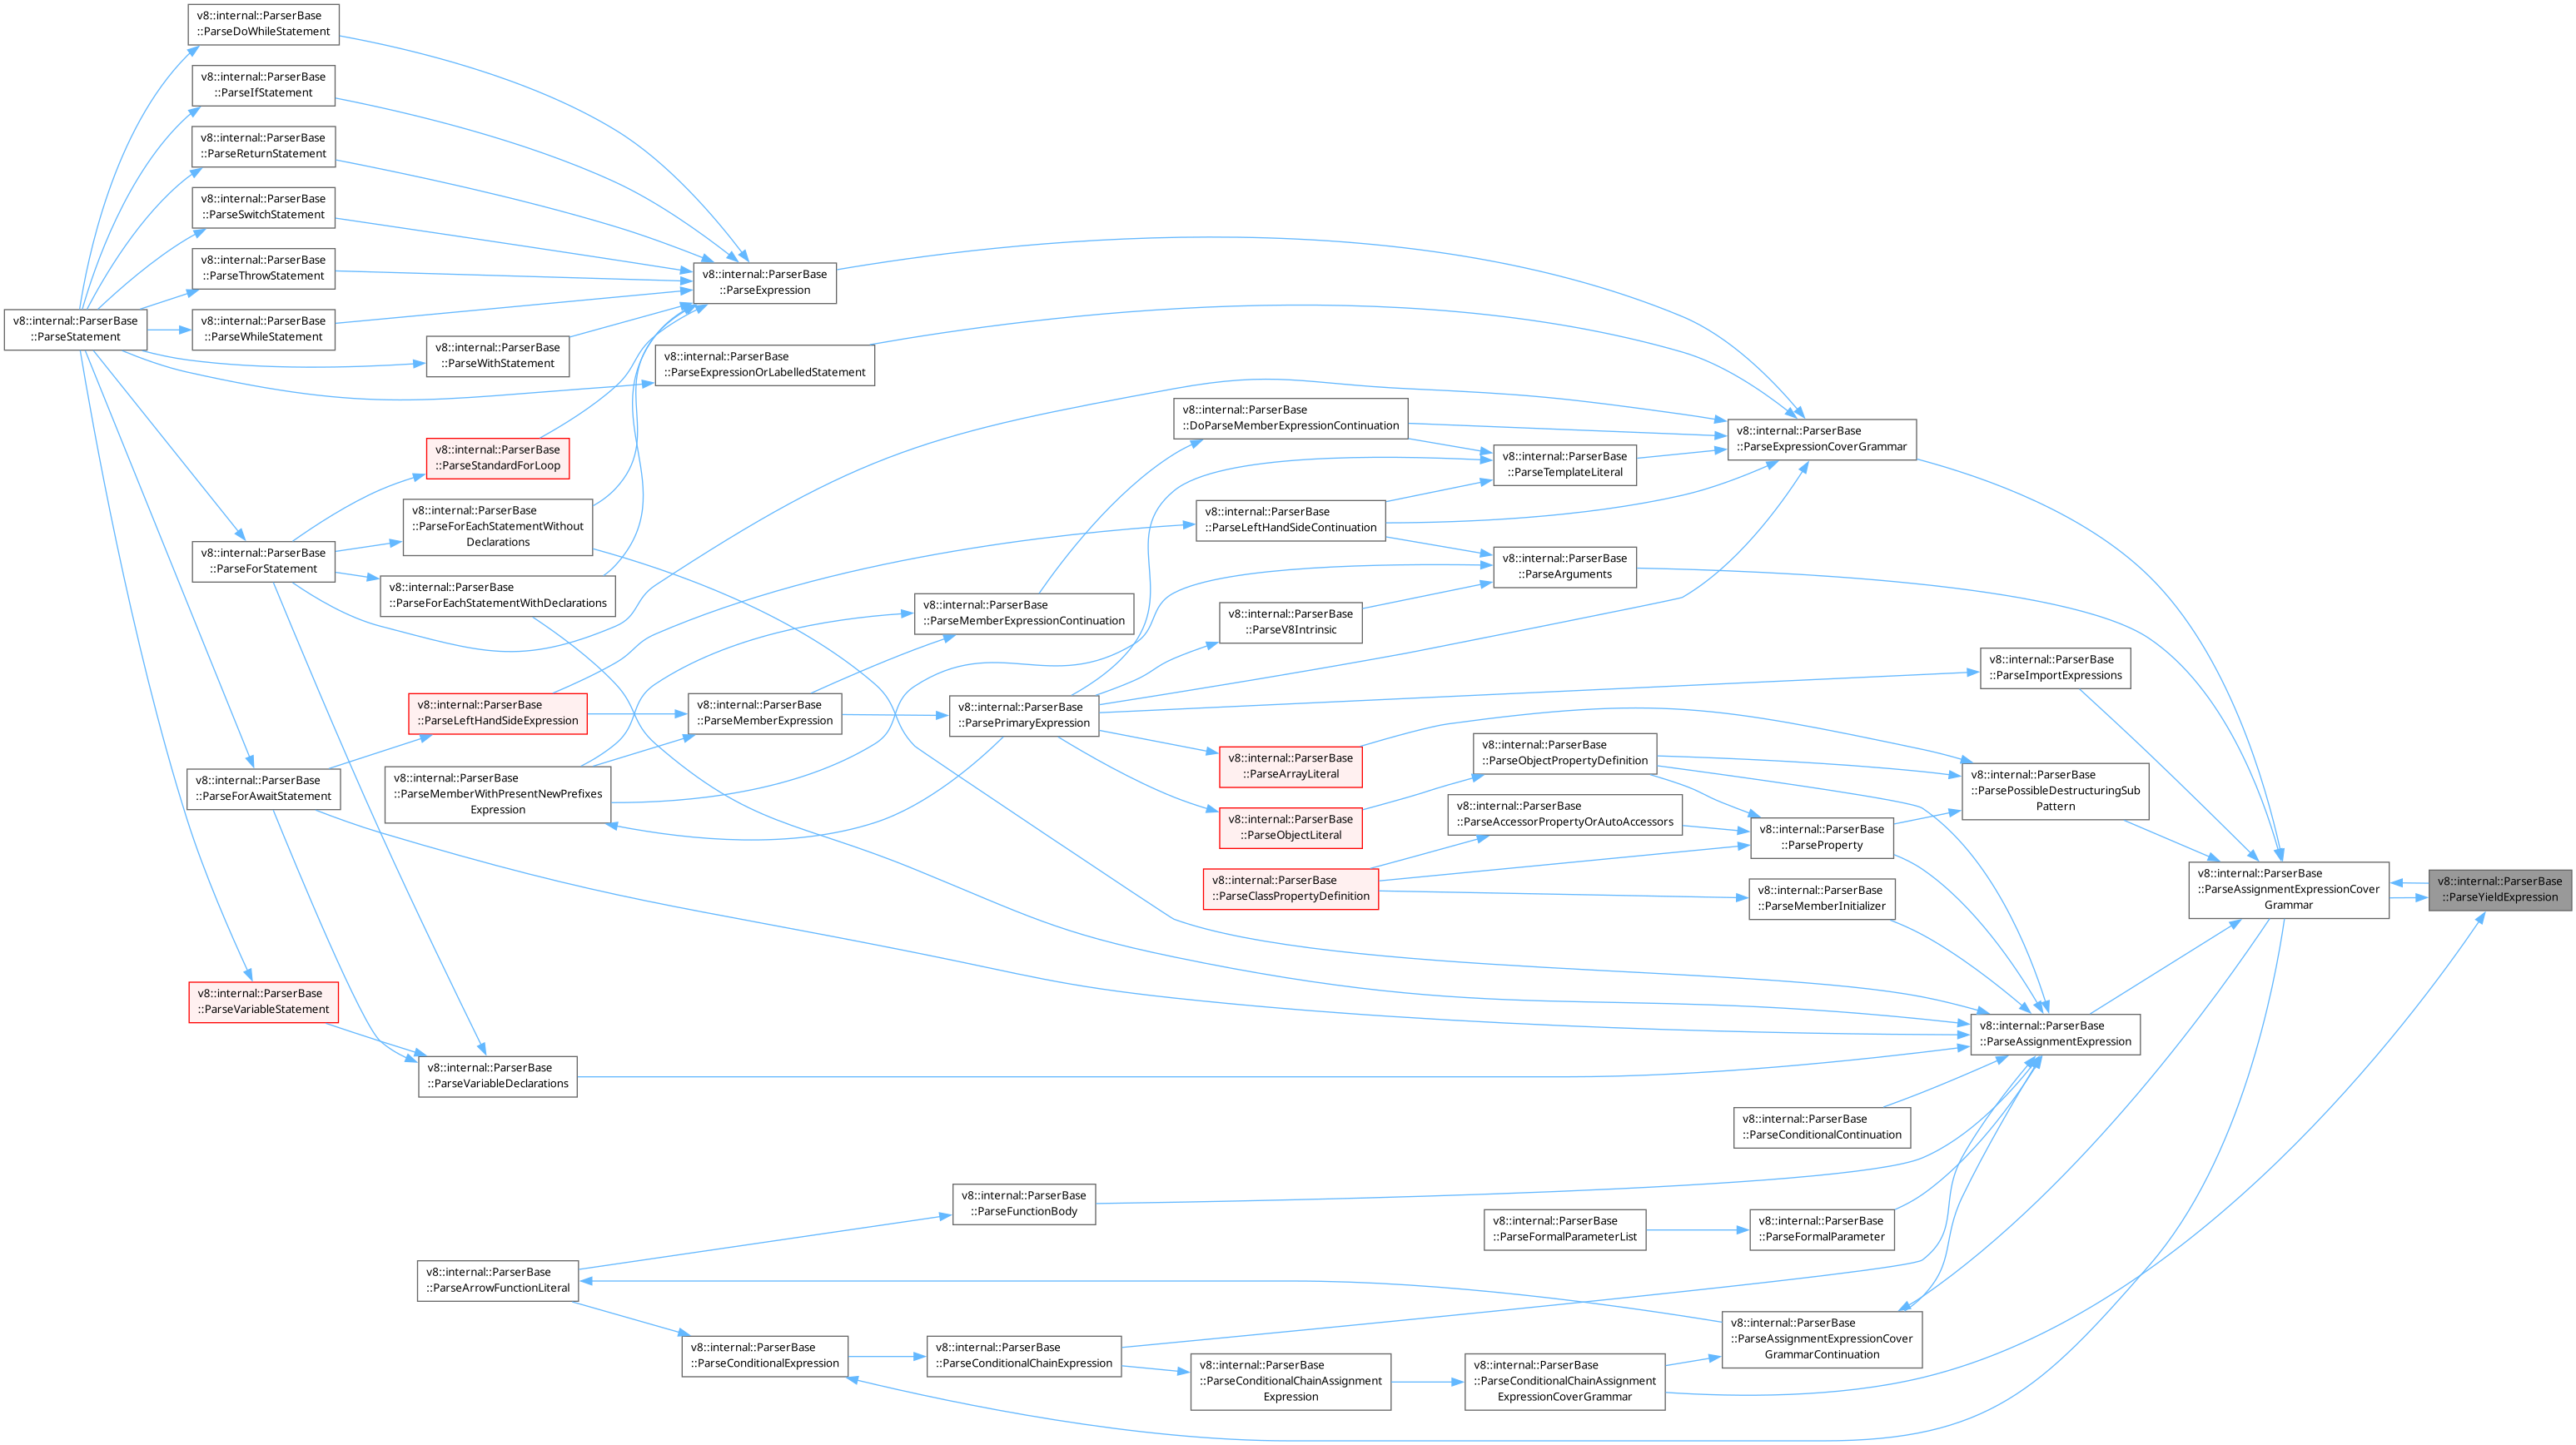 v8::internal::ParserBase
::ParseDoWhileStatement
v8::internal::ParserBase
::ParseIfStatement
v8::internal::ParserBase
::ParseReturnStatement
v8::internal::ParserBase
::ParseSwitchStatement
v8::internal::ParserBase
::ParseThrowStatement
v8::internal::ParserBase
::ParseExpression
v8::internal::ParserBase
::ParseStatement
v8::internal::ParserBase
::ParseWhileStatement
v8::internal::ParserBase
::ParseWithStatement
v8::internal::ParserBase
::ParseExpressionOrLabelledStatement
v8::internal::ParserBase
::DoParseMemberExpressionContinuation
v8::internal::ParserBase
::ParseExpressionCoverGrammar
v8::internal::ParserBase
::ParseStandardForLoop
v8::internal::ParserBase
::ParseTemplateLiteral
v8::internal::ParserBase
::ParseForEachStatementWithout
Declarations
v8::internal::ParserBase
::ParseLeftHandSideContinuation
v8::internal::ParserBase
::ParseForStatement
v8::internal::ParserBase
::ParseArguments
v8::internal::ParserBase
::ParseForEachStatementWithDeclarations
v8::internal::ParserBase
::ParseMemberExpressionContinuation
v8::internal::ParserBase
::ParseV8Intrinsic
v8::internal::ParserBase
::ParseImportExpressions
v8::internal::ParserBase
::ParseLeftHandSideExpression
v8::internal::ParserBase
::ParseMemberExpression
v8::internal::ParserBase
::ParsePrimaryExpression
v8::internal::ParserBase
::ParseArrayLiteral
v8::internal::ParserBase
::ParseObjectPropertyDefinition
v8::internal::ParserBase
::ParsePossibleDestructuringSub
Pattern
v8::internal::ParserBase
::ParseForAwaitStatement
v8::internal::ParserBase
::ParseMemberWithPresentNewPrefixes
Expression
v8::internal::ParserBase
::ParseObjectLiteral
v8::internal::ParserBase
::ParseAccessorPropertyOrAutoAccessors
v8::internal::ParserBase
::ParseProperty
v8::internal::ParserBase
::ParseClassPropertyDefinition
v8::internal::ParserBase
::ParseMemberInitializer
v8::internal::ParserBase
::ParseAssignmentExpressionCover
Grammar
v8::internal::ParserBase
::ParseYieldExpression
v8::internal::ParserBase
::ParseVariableStatement
v8::internal::ParserBase
::ParseAssignmentExpression
v8::internal::ParserBase
::ParseVariableDeclarations
v8::internal::ParserBase
::ParseConditionalContinuation
v8::internal::ParserBase
::ParseFunctionBody
v8::internal::ParserBase
::ParseFormalParameterList
v8::internal::ParserBase
::ParseFormalParameter
v8::internal::ParserBase
::ParseArrowFunctionLiteral
v8::internal::ParserBase
::ParseAssignmentExpressionCover
GrammarContinuation
v8::internal::ParserBase
::ParseConditionalExpression
v8::internal::ParserBase
::ParseConditionalChainExpression
v8::internal::ParserBase
::ParseConditionalChainAssignment
Expression
v8::internal::ParserBase
::ParseConditionalChainAssignment
ExpressionCoverGrammar